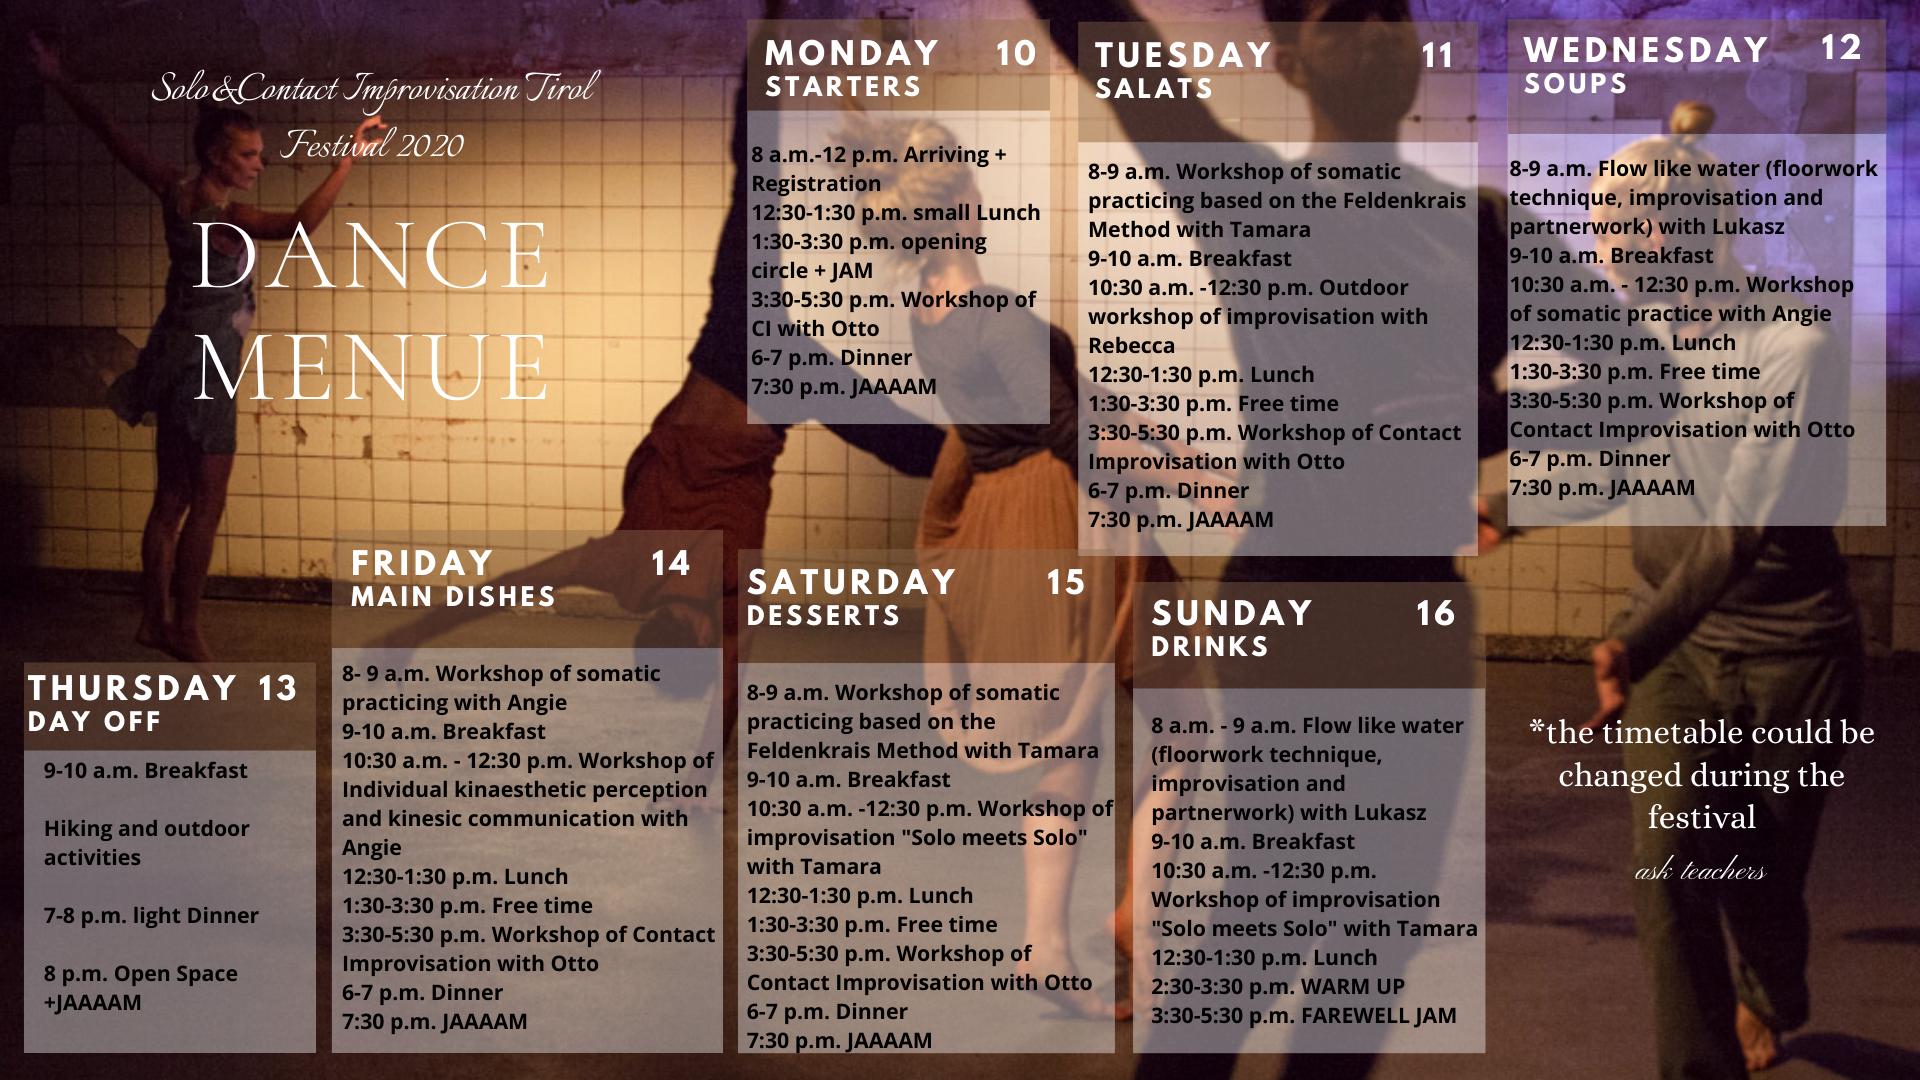 Solo&Contact Improvisation Tirol
Festival 2020
DANCE
MENUE
MONDAY 10
STARTERS
8 a.m.-12 p.m. Arriving +
Registration
12:30-1:30 p.m. small Lunch
1:30-3:30 p.m. opening
circle + JAM
3:30-5:30 p.m. Workshop of
CI with Otto
6-7 p.m. Dinner
7:30 p.m. JAAAAM
TUESDAY 11
SALATS
8-9 a.m. Workshop of somatic
practicing based on the Feldenkrais
Method with Tamara
9-10 a.m. Breakfast
10:30 a.m. -12:30 p.m. Outdoor
workshop of improvisation with
Rebecca
12:30-1:30 p.m. Lunch
1:30-3:30 p.m. Free time
3:30-5:30 p.m. Workshop of Contact
Improvisation with Otto
6-7 p.m. Dinner
7:30 p.m. JAAAAM
WEDNESDAY 12
SOUPS
8-9 a.m. Flow like water (floorwork
technique, improvisation and
partnerwork) with Lukasz
9-10 a.m. Breakfast
10:30 a.m. - 12:30 p.m. Workshop
of somatic practice with Angie
12:30-1:30 p.m. Lunch
1:30-3:30 p.m. Free time
3:30-5:30 p.m. Workshop of
Contact Improvisation with Otto
6-7 p.m. Dinner
7:30 p.m. JAAAAM
THURSDAY 13
DAY OFF
9-10 a.m. Breakfast
Hiking and outdoor
activities
7-8 p.m. light Dinner
8 p.m. Open Space
+JAAAAM
FRIDAY 14
MAIN DISHES
8- 9 a.m. Workshop of somatic
practicing with Angie
9-10 a.m. Breakfast
10:30 a.m. - 12:30 p.m. Workshop of
Individual kinaesthetic perception
and kinesic communication with
Angie
12:30-1:30 p.m. Lunch
1:30-3:30 p.m. Free time
3:30-5:30 p.m. Workshop of Contact
Improvisation with Otto
6-7 p.m. Dinner
7:30 p.m. JAAAAM
SATURDAY 15
DESSERTS
8-9 a.m. Workshop of somatic
practicing based on the
Feldenkrais Method with Tamara
9-10 a.m. Breakfast
10:30 a.m. -12:30 p.m. Workshop of
improvisation "Solo meets Solo"
with Tamara
12:30-1:30 p.m. Lunch
1:30-3:30 p.m. Free time
3:30-5:30 p.m. Workshop of
Contact Improvisation with Otto
6-7 p.m. Dinner
7:30 p.m. JAAAAM
SUNDAY 16
DRINKS
8 a.m. - 9 a.m. Flow like water
(floorwork technique,
improvisation and
partnerwork) with Lukasz
9-10 a.m. Breakfast
10:30 a.m. -12:30 p.m.
Workshop of improvisation
"Solo meets Solo" with Tamara
12:30-1:30 p.m. Lunch
2:30-3:30 p.m. WARM UP
3:30-5:30 p.m. FAREWELL JAM
*the timetable could be
changed during the
festival
ask teachers